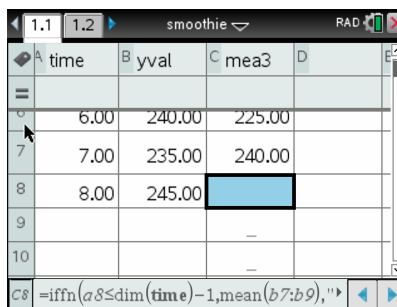 1.1 1.2 smoothie RAD
A time B yval C mea3 D E
=
6 6.00 240.00 225.00
7 7.00 235.00 240.00
8 8.00 245.00
9 _
10 _
C8 =iffn(a8≤dim(time)−1,mean(b7:b9),"